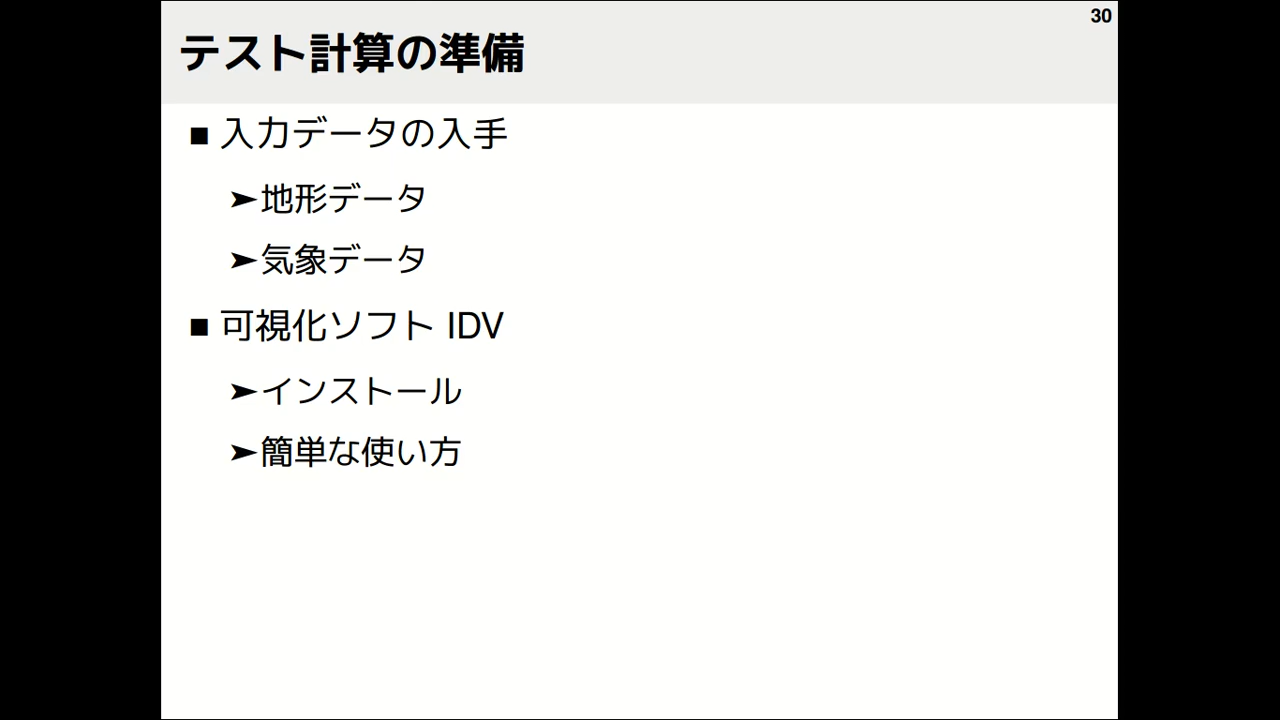 30
テスト計算の準備
■ 入力データの入手
➤地形データ
➤気象データ
■ 可視化ソフト IDV
➤インストール
➤簡単な使い方